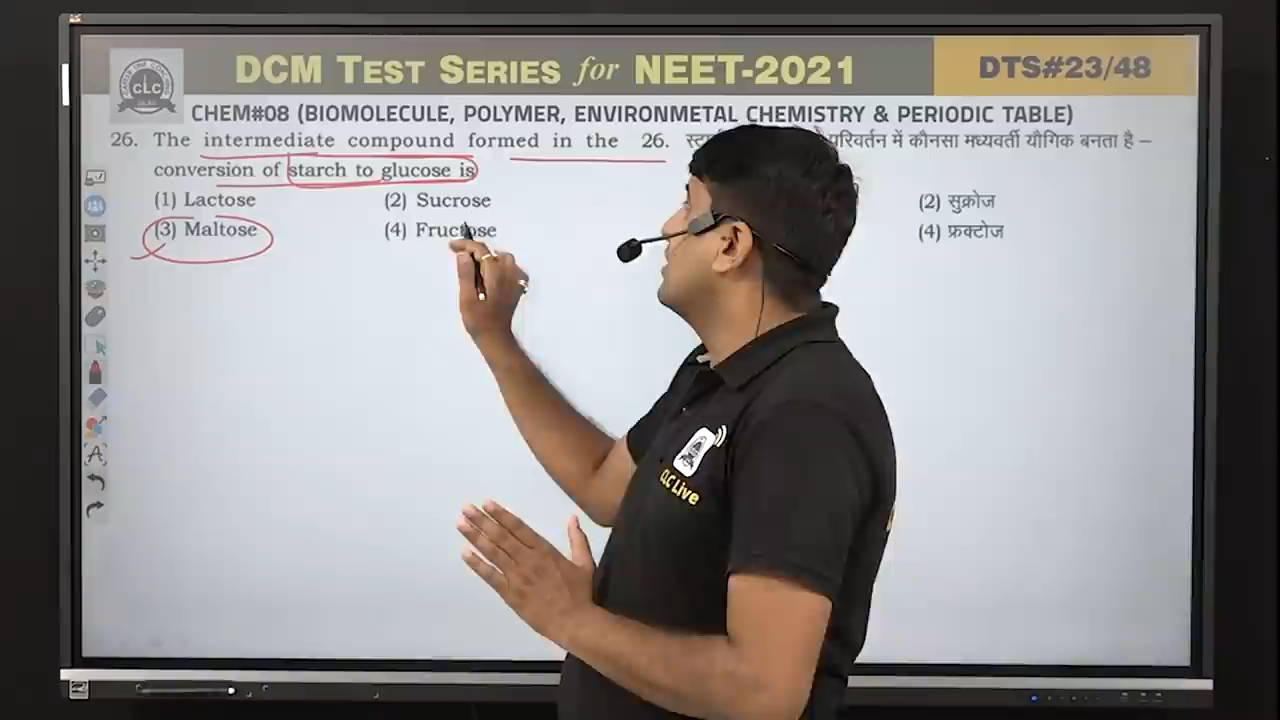 DCM TEST SERIES for NEET-2021
DTS#23/48
CLC
CHEM#08 (BIOMOLECULE, POLYMER, ENVIRONMETAL CHEMISTRY & PERIODIC TABLE)
26. The intermediate compound formed in the
conversion of starch to glucose is
(1) Lactose (2) Sucrose
(3) Maltose (4) Fructose
26. परिवर्तन में कौनसा मध्यवर्ती यौगिक बनता है –
(2) सुक्रोज
(4) फ्रक्टोज
A
CLC Live